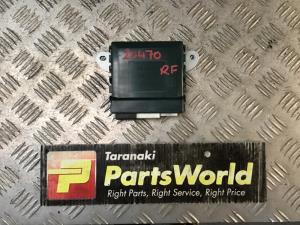 20470
RF
Taranaki
PartsWorld
Right Parts, Right Service, Right Price